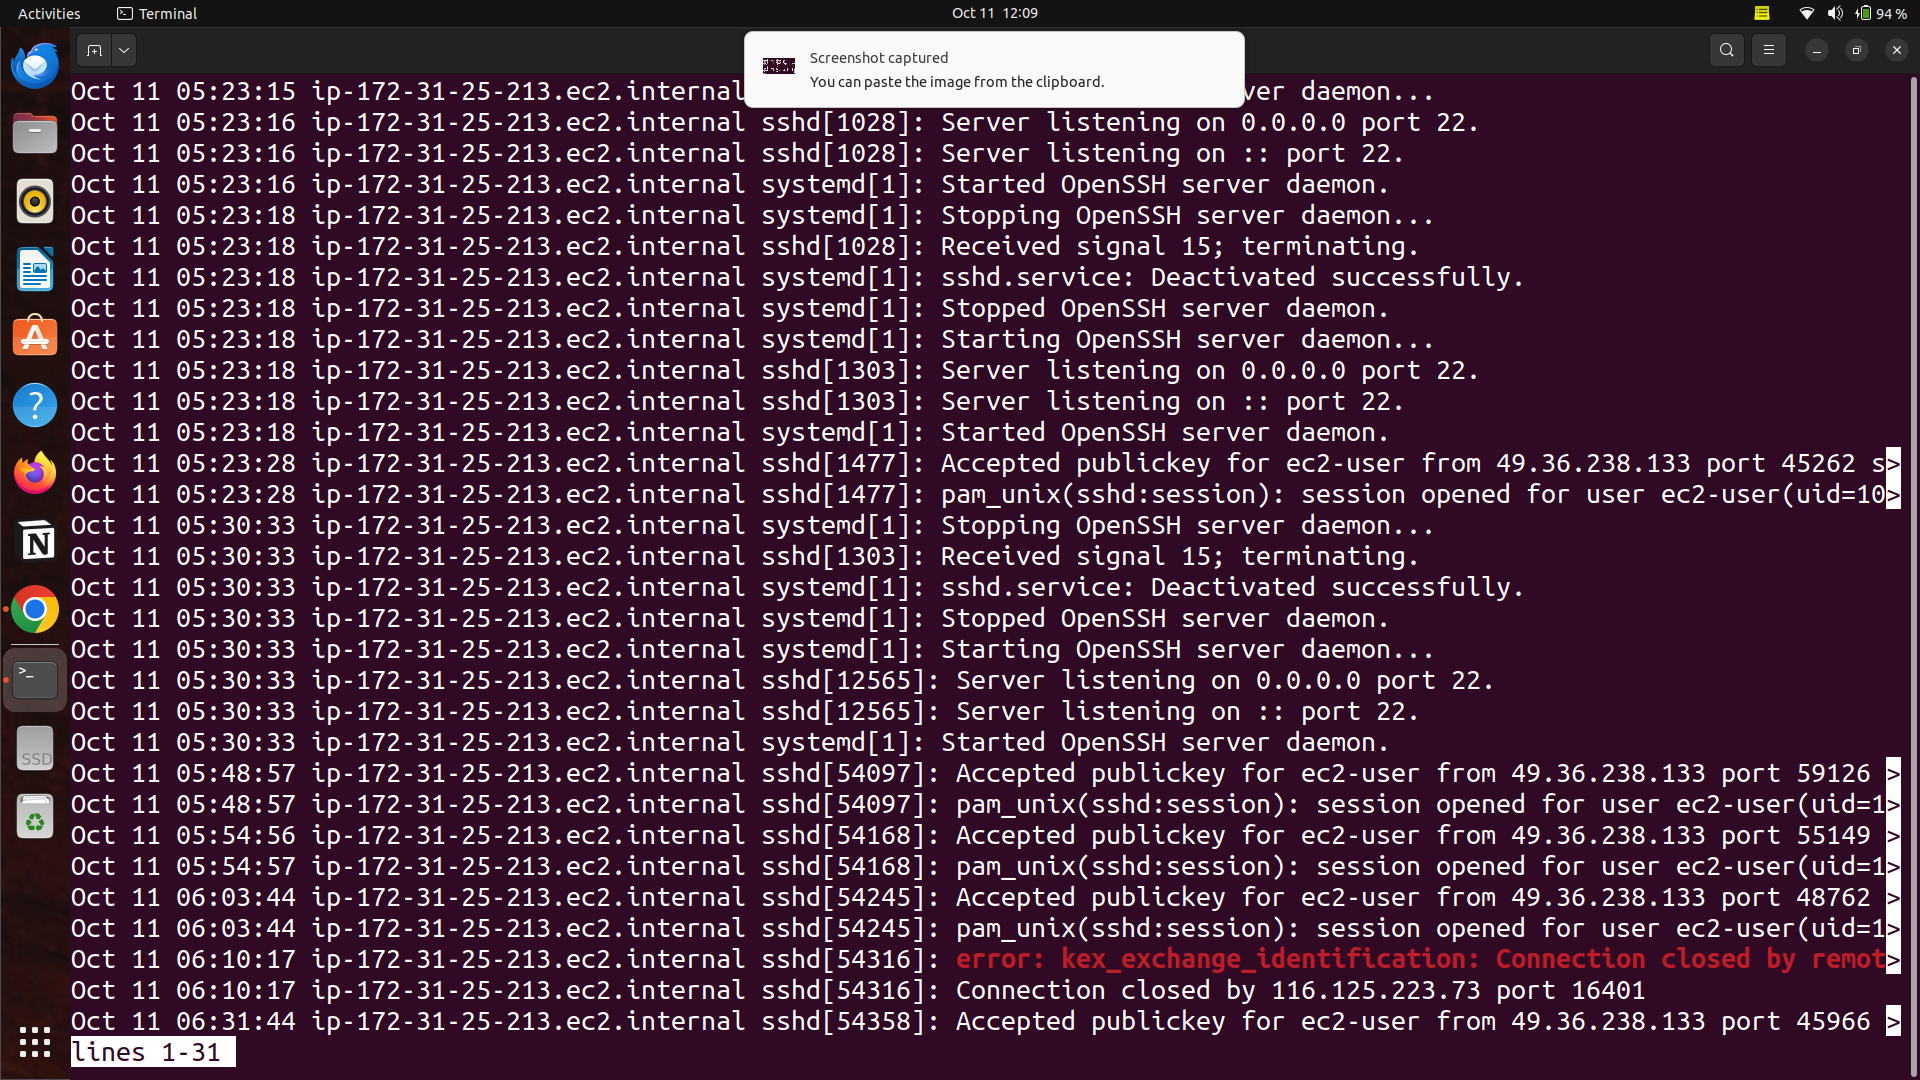 Activities Terminal Oct 11 12:09 94 %
Screenshot captured
You can paste the image from the clipboard.
Oct 11 05:23:15 ip-172-31-25-213.ec2.internal ver daemon...
Oct 11 05:23:16 ip-172-31-25-213.ec2.internal sshd[1028]: Server listening on 0.0.0.0 port 22.
Oct 11 05:23:16 ip-172-31-25-213.ec2.internal sshd[1028]: Server listening on :: port 22.
Oct 11 05:23:16 ip-172-31-25-213.ec2.internal systemd[1]: Started OpenSSH server daemon.
Oct 11 05:23:18 ip-172-31-25-213.ec2.internal systemd[1]: Stopping OpenSSH server daemon...
Oct 11 05:23:18 ip-172-31-25-213.ec2.internal sshd[1028]: Received signal 15; terminating.
Oct 11 05:23:18 ip-172-31-25-213.ec2.internal systemd[1]: sshd.service: Deactivated successfully.
Oct 11 05:23:18 ip-172-31-25-213.ec2.internal systemd[1]: Stopped OpenSSH server daemon.
Oct 11 05:23:18 ip-172-31-25-213.ec2.internal systemd[1]: Starting OpenSSH server daemon...
Oct 11 05:23:18 ip-172-31-25-213.ec2.internal sshd[1303]: Server listening on 0.0.0.0 port 22.
Oct 11 05:23:18 ip-172-31-25-213.ec2.internal sshd[1303]: Server listening on :: port 22.
Oct 11 05:23:18 ip-172-31-25-213.ec2.internal systemd[1]: Started OpenSSH server daemon.
Oct 11 05:23:28 ip-172-31-25-213.ec2.internal sshd[1477]: Accepted publickey for ec2-user from 49.36.238.133 port 45262 s>
Oct 11 05:23:28 ip-172-31-25-213.ec2.internal sshd[1477]: pam_unix(sshd:session): session opened for user ec2-user(uid=10>
Oct 11 05:30:33 ip-172-31-25-213.ec2.internal systemd[1]: Stopping OpenSSH server daemon...
Oct 11 05:30:33 ip-172-31-25-213.ec2.internal sshd[1303]: Received signal 15; terminating.
Oct 11 05:30:33 ip-172-31-25-213.ec2.internal systemd[1]: sshd.service: Deactivated successfully.
Oct 11 05:30:33 ip-172-31-25-213.ec2.internal systemd[1]: Stopped OpenSSH server daemon.
Oct 11 05:30:33 ip-172-31-25-213.ec2.internal systemd[1]: Starting OpenSSH server daemon...
Oct 11 05:30:33 ip-172-31-25-213.ec2.internal sshd[12565]: Server listening on 0.0.0.0 port 22.
Oct 11 05:30:33 ip-172-31-25-213.ec2.internal sshd[12565]: Server listening on :: port 22.
Oct 11 05:30:33 ip-172-31-25-213.ec2.internal systemd[1]: Started OpenSSH server daemon.
Oct 11 05:48:57 ip-172-31-25-213.ec2.internal sshd[54097]: Accepted publickey for ec2-user from 49.36.238.133 port 59126 >
Oct 11 05:48:57 ip-172-31-25-213.ec2.internal sshd[54097]: pam_unix(sshd:session): session opened for user ec2-user(uid=1>
Oct 11 05:54:56 ip-172-31-25-213.ec2.internal sshd[54168]: Accepted publickey for ec2-user from 49.36.238.133 port 55149 >
Oct 11 05:54:57 ip-172-31-25-213.ec2.internal sshd[54168]: pam_unix(sshd:session): session opened for user ec2-user(uid=1>
Oct 11 06:03:44 ip-172-31-25-213.ec2.internal sshd[54245]: Accepted publickey for ec2-user from 49.36.238.133 port 48762 >
Oct 11 06:03:44 ip-172-31-25-213.ec2.internal sshd[54245]: pam_unix(sshd:session): session opened for user ec2-user(uid=1>
Oct 11 06:10:17 ip-172-31-25-213.ec2.internal sshd[54316]: error: kex_exchange_identification: Connection closed by remot>
Oct 11 06:10:17 ip-172-31-25-213.ec2.internal sshd[54316]: Connection closed by 116.125.223.73 port 16401
Oct 11 06:31:44 ip-172-31-25-213.ec2.internal sshd[54358]: Accepted publickey for ec2-user from 49.36.238.133 port 45966 >
lines 1-31
SSD